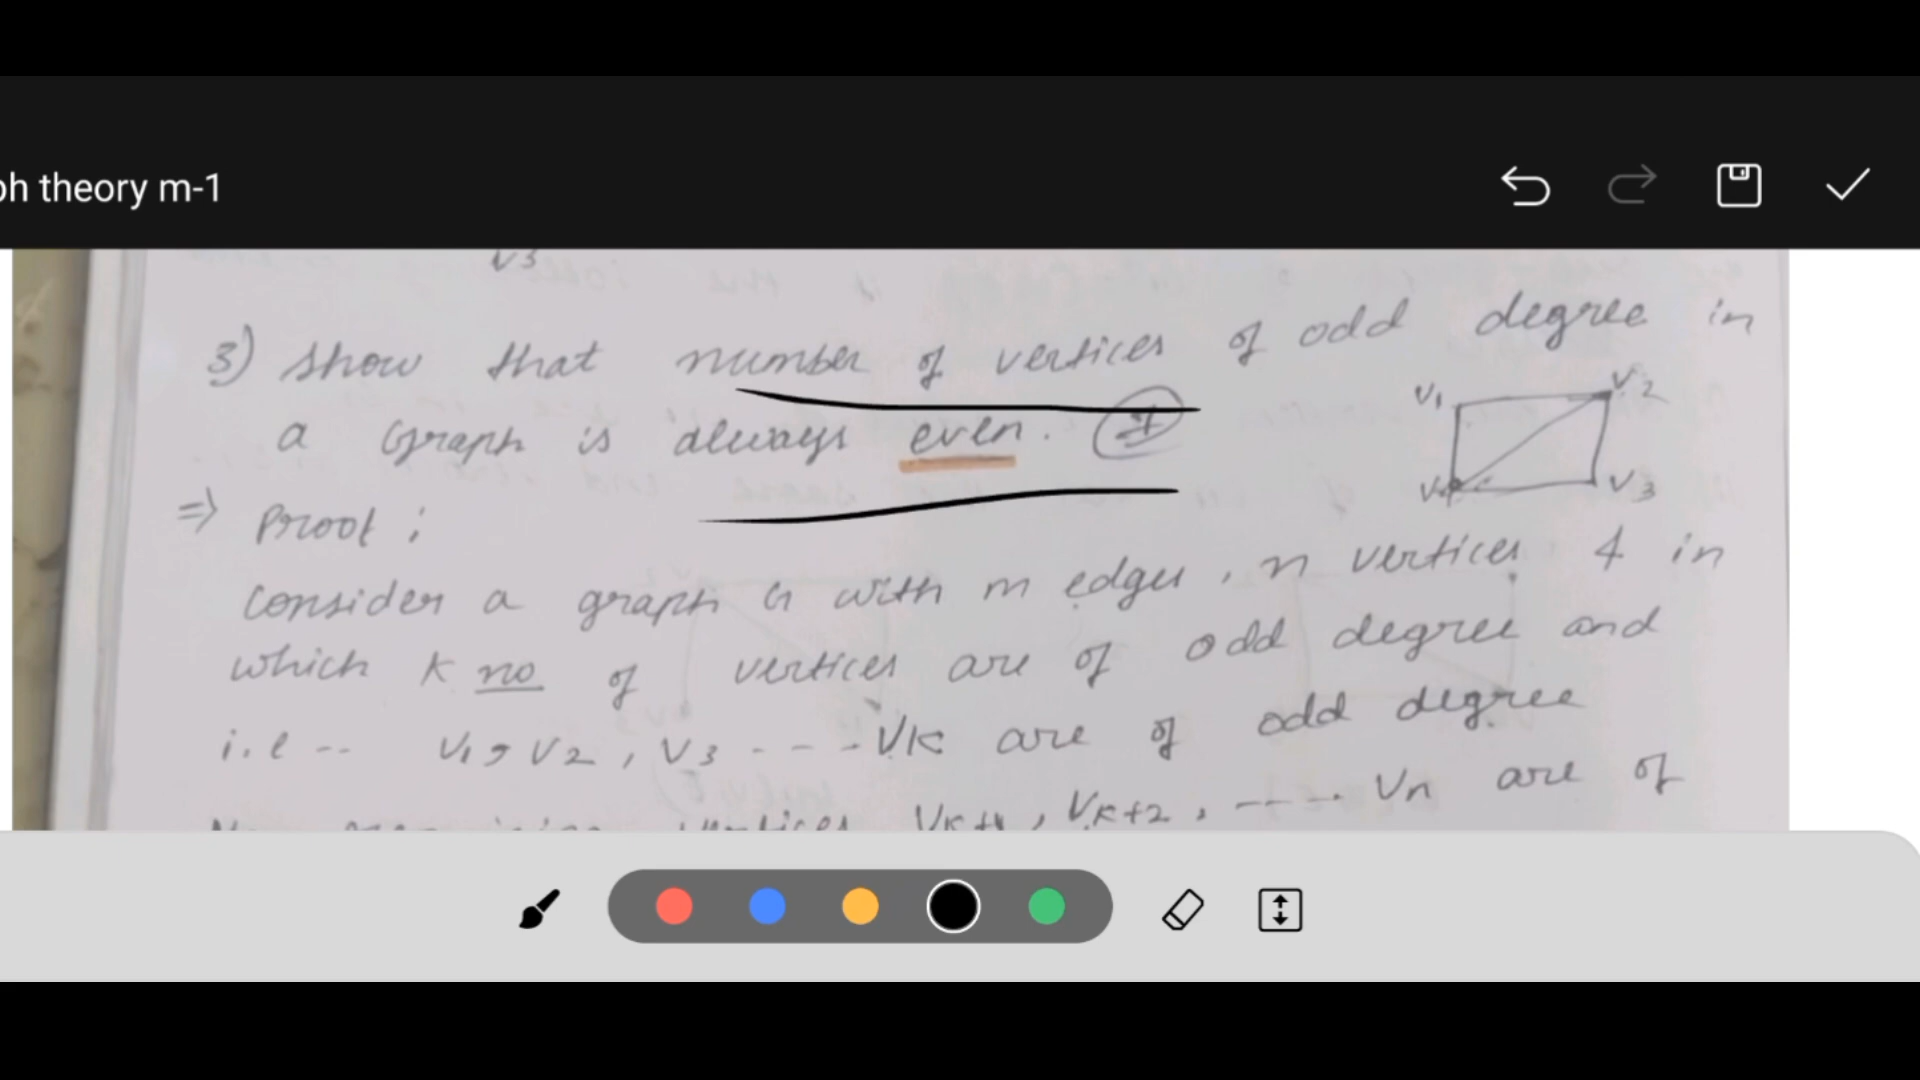 ph theory m-1
V3
3) show that number of vertices of odd degree in
a Graph is always even.
V1 V2
V3
=> Proof :
Consider a graph G with m edges, n vertices & in
which K no of vertices are of odd degree and
i.e -- V1, V2, V3 ---- VK are of odd degree
vertices VK+1, VK+2, ---- Vn are of